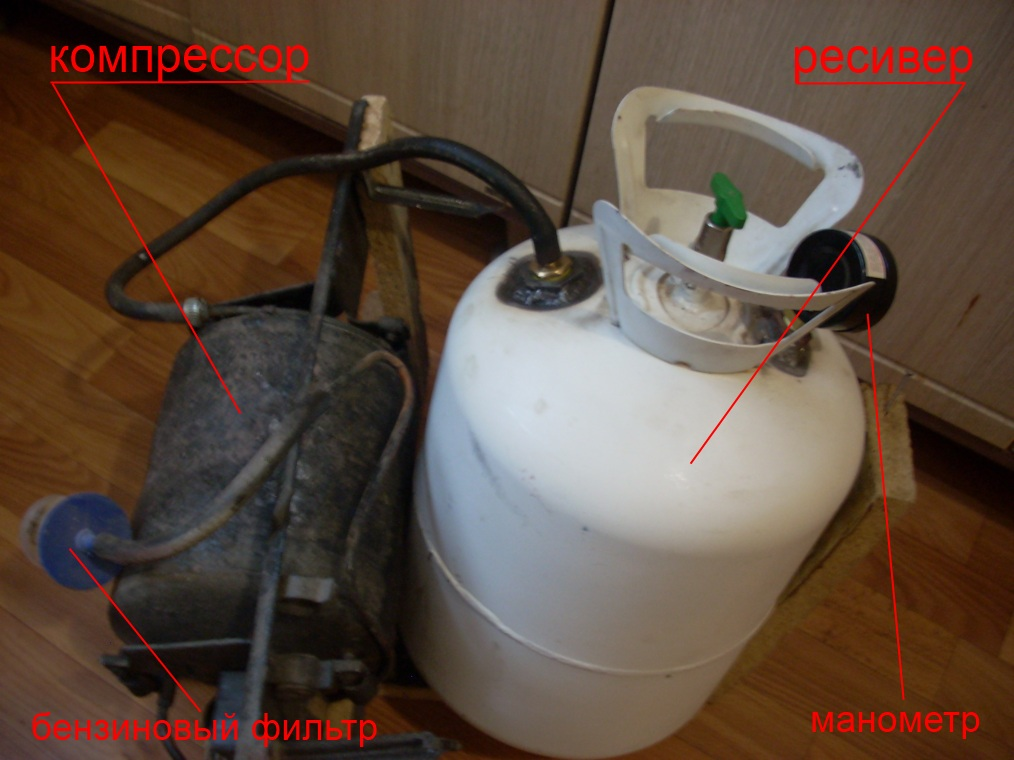 компрессор
ресивер
бензиновый фильтр
манометр